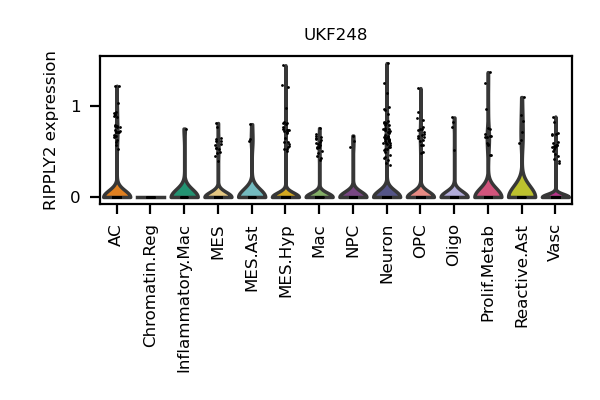 UKF248
RIPPLY2 expression
1
0
AC
Chromatin.Reg
Inflammatory.Mac
MES
MES.Ast
MES.Hyp
Mac
NPC
Neuron
OPC
Oligo
Prolif.Metab
Reactive.Ast
Vasc